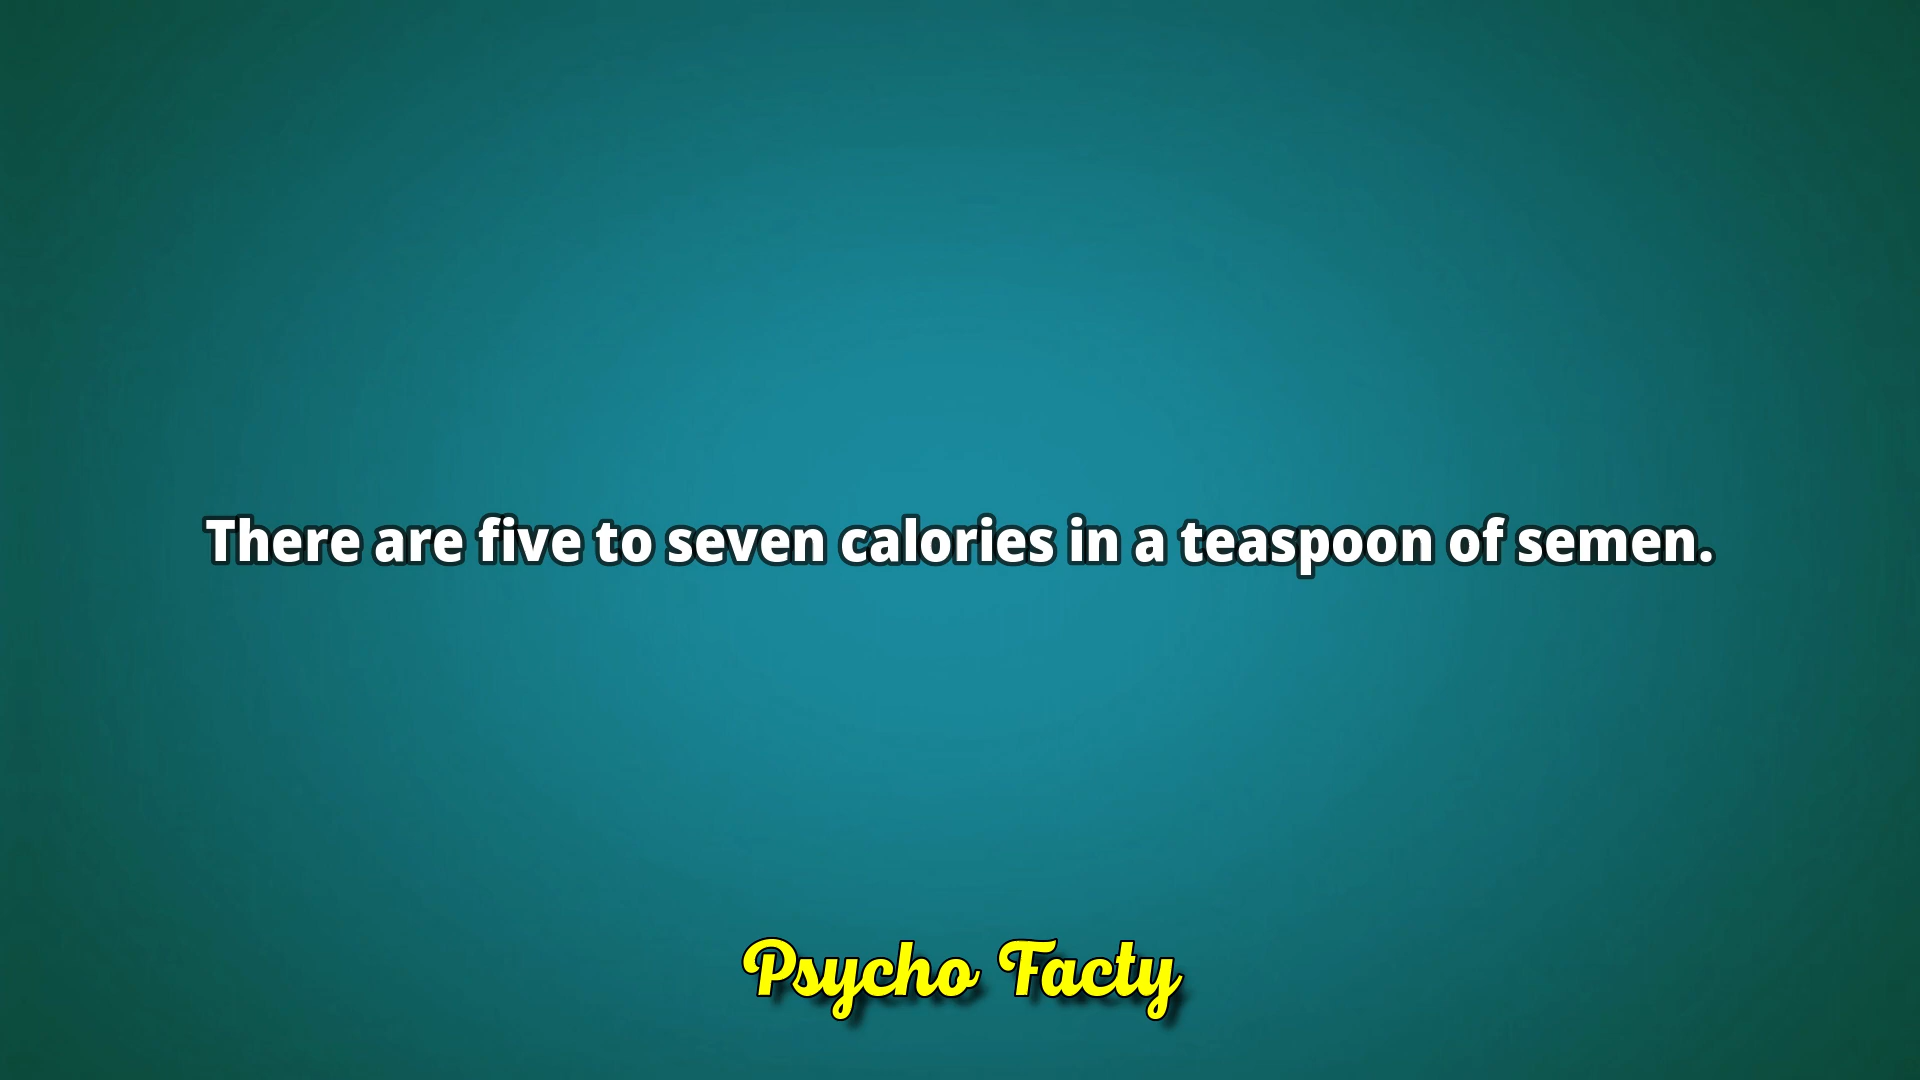 There are five to seven calories in a teaspoon of semen.
Psycho Facty